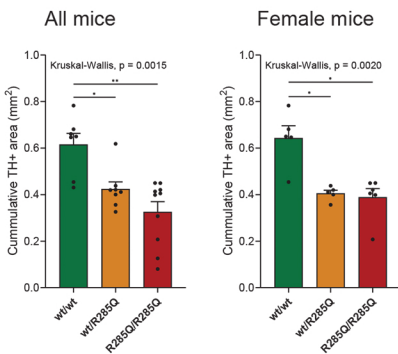 All mice
Kruskal-Wallis, p = 0.0015
**
*
Cummulative TH+ area (mm2)
1.0
0.8
0.6
0.4
0.2
0.0
wt/wt
wt/R285Q
R285Q/R285Q
Female mice
Kruskal-Wallis, p = 0.0020
*
*
Cummulative TH+ area (mm2)
1.0
0.8
0.6
0.4
0.2
0.0
wt/wt
wt/R285Q
R285Q/R285Q